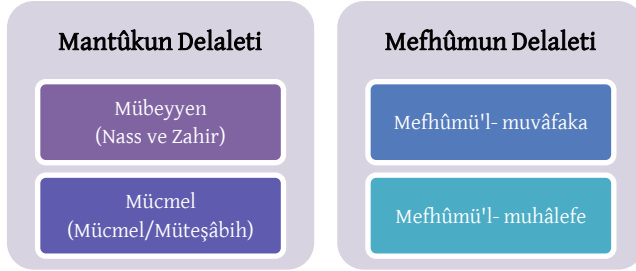 Mantûkun Delaleti
Mübeyyen
(Nass ve Zahir)
Mücmel
(Mücmel/Müteşâbih)
Mefhûmun Delaleti
Mefhûmü'l- muvâfaka
Mefhûmü'l- muhâlefe